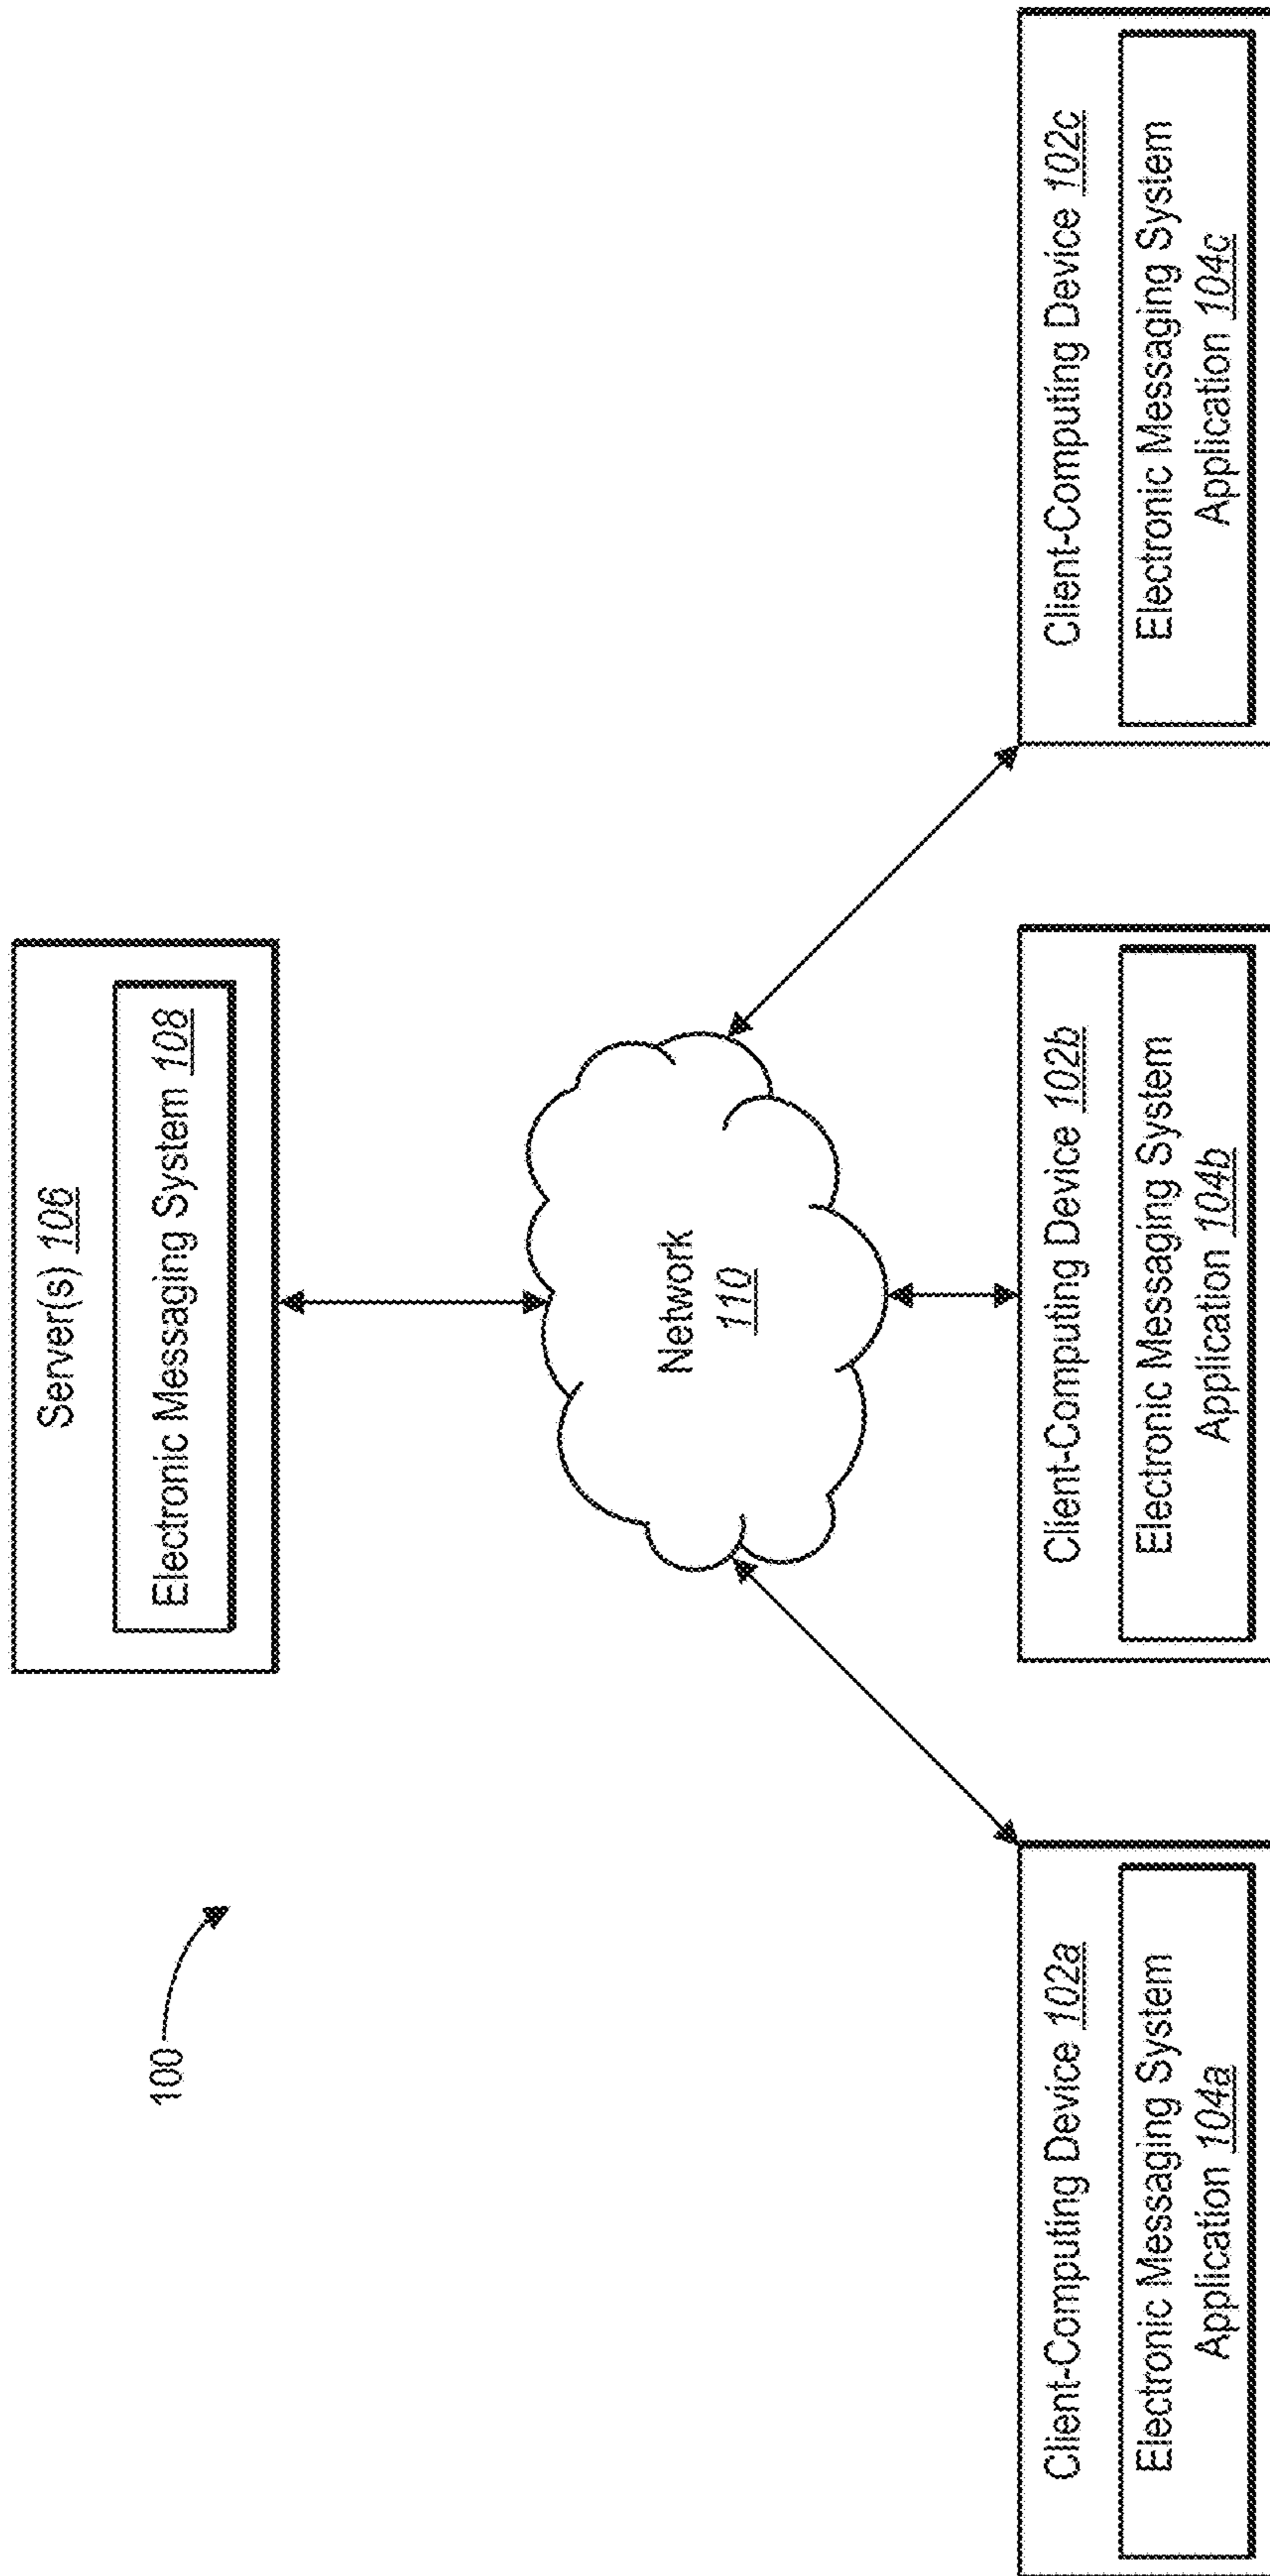 100
Server(s) 106
Electronic Messaging System 108
Network
110
Client-Computing Device 102a
Electronic Messaging System
Application 104a
Client-Computing Device 102b
Electronic Messaging System
Application 104b
Client-Computing Device 102c
Electronic Messaging System
Application 104c